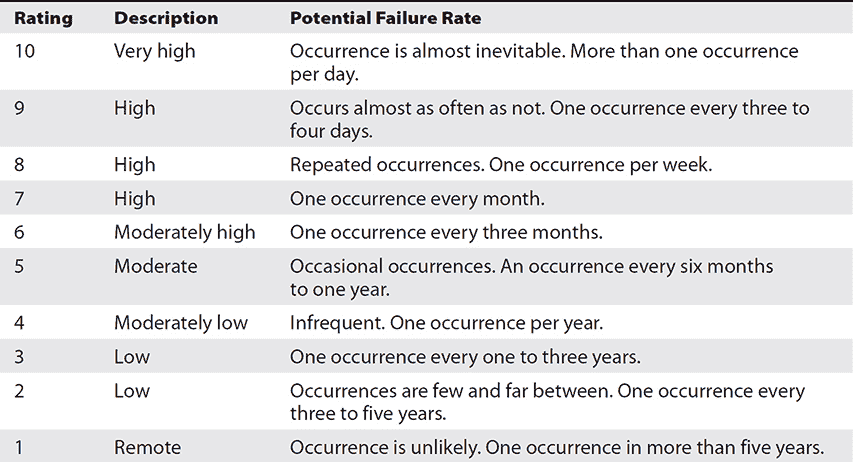 Rating Description Potential Failure Rate
10 Very high Occurrence is almost inevitable. More than one occurrence
per day.
9 High Occurs almost as often as not. One occurrence every three to
four days.
8 High Repeated occurrences. One occurrence per week.
7 High One occurrence every month.
6 Moderately high One occurrence every three months.
5 Moderate Occasional occurrences. An occurrence every six months
to one year.
4 Moderately low Infrequent. One occurrence per year.
3 Low One occurrence every one to three years.
2 Low Occurrences are few and far between. One occurrence every
three to five years.
1 Remote Occurrence is unlikely. One occurrence in more than five years.